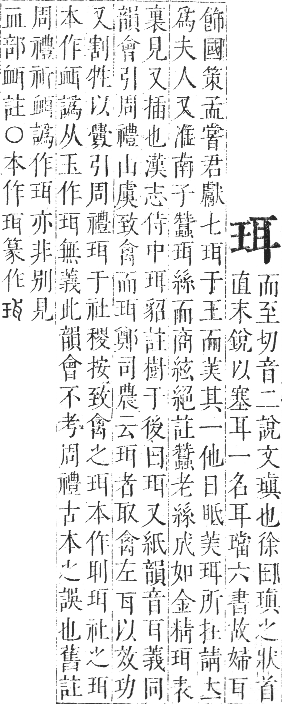 珥
而至切音二說文瑱也徐曰瑱之狀首
直末銳以塞耳一名耳璫六書故婦耳
飾國策孟嘗君獻七珥于王而美其一他日眡美珥所在請立
爲夫人又淮南子蠶珥絲而商絃絕註蠶老絲成如金精珥表
裏見又插也漢志侍中珥貂註樹于後曰珥又紙韻音耳義同
韻會引周禮山虞致禽而珥鄭司農云珥者取禽左耳以效功
又割牲以釁引周禮珥于社稷按致禽之珥本作刵珥社之珥
本作衈譌从玉作珥無義此韻會不考周禮古本之誤也舊註
周禮祈衈譌作珥亦非別見
血部衈註○本作珥篆作珥